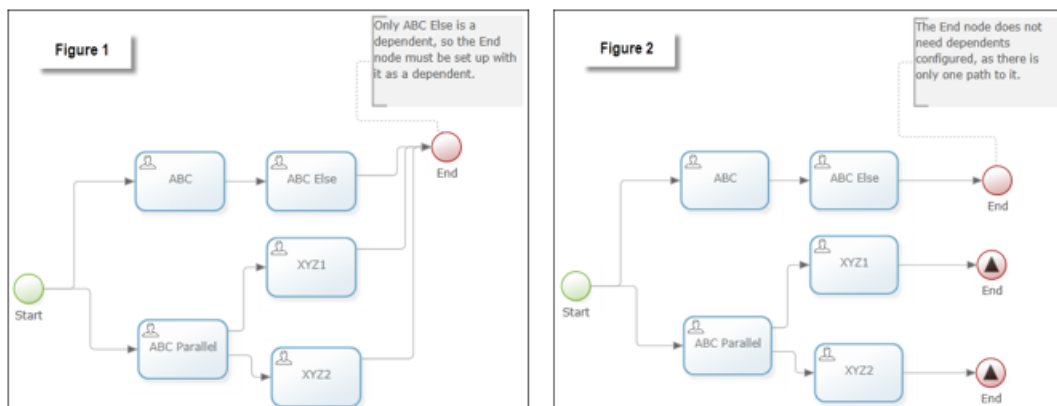 Figure 1
Only ABC Else is a
dependent, so the End
node must be set up with
it as a dependent.
ABC
ABC Else
End
XYZ1
Start
ABC Parallel
XYZ2
Figure 2
The End node does not
need dependents
configured, as there is
only one path to it.
ABC
ABC Else
End
XYZ1
End
Start
ABC Parallel
XYZ2
End